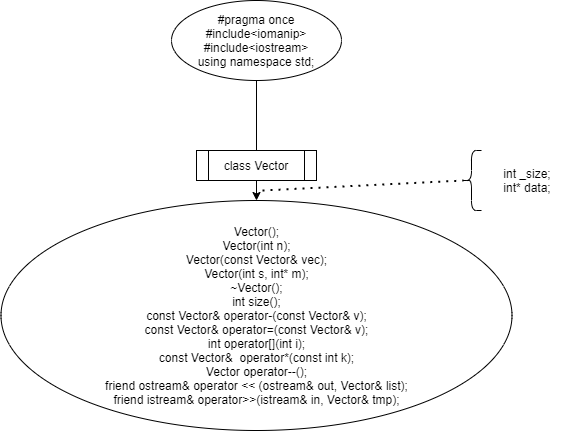 #pragma once
#include<iomanip>
#include<iostream>
using namespace std;
class Vector
int _size;
int* data;
Vector();
Vector(int n);
Vector(const Vector& vec);
Vector(int s, int* m);
~Vector();
int size();
const Vector& operator-(const Vector& v);
const Vector& operator=(const Vector& v);
int operator[](int i);
const Vector&  operator*(const int k);
Vector operator--();
friend ostream& operator << (ostream& out, Vector& list);
friend istream& operator>>(istream& in, Vector& tmp);